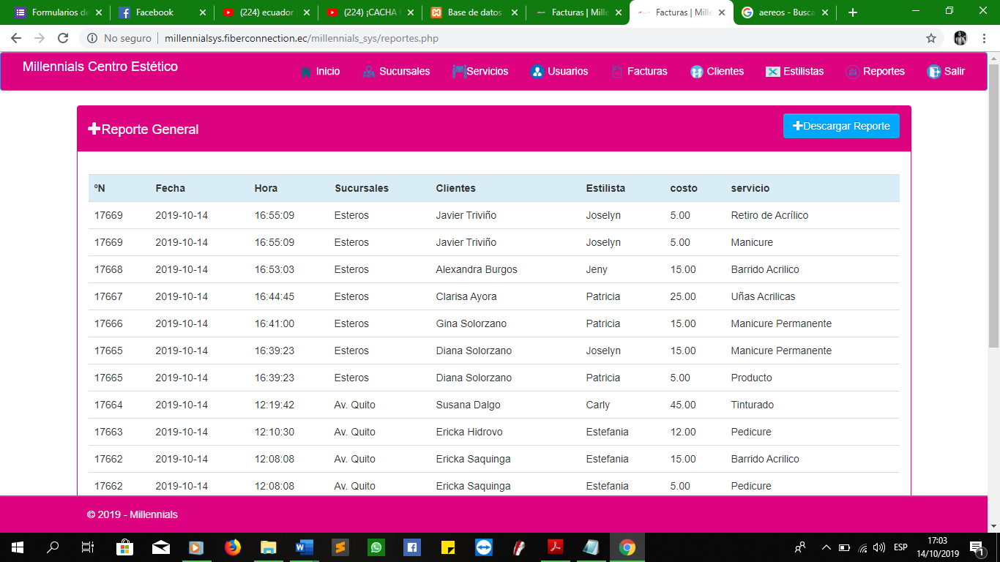 Formularios de
Facebook
(224) ecuador
(224) ¡CACHA
Base de datos
Facturas | Mille
Facturas | Mille
aereos - Busca
No seguro | millennialsys.fiberconnection.ec/millennials_sys/reportes.php
Millennials Centro Estético
Inicio
Sucursales
Servicios
Usuarios
Facturas
Clientes
Estilistas
Reportes
Salir
Reporte General
Descargar Reporte
ºN Fecha Hora Sucursales Clientes Estilista costo servicio
17669 2019-10-14 16:55:09 Esteros Javier Triviño Joselyn 5.00 Retiro de Acrílico
17669 2019-10-14 16:55:09 Esteros Javier Triviño Joselyn 5.00 Manicure
17668 2019-10-14 16:53:03 Esteros Alexandra Burgos Jeny 15.00 Barrido Acrilico
17667 2019-10-14 16:44:45 Esteros Clarisa Ayora Patricia 25.00 Uñas Acrilicas
17666 2019-10-14 16:41:00 Esteros Gina Solorzano Patricia 15.00 Manicure Permanente
17665 2019-10-14 16:39:23 Esteros Diana Solorzano Joselyn 15.00 Manicure Permanente
17665 2019-10-14 16:39:23 Esteros Diana Solorzano Patricia 5.00 Producto
17664 2019-10-14 12:19:42 Av. Quito Susana Dalgo Carly 45.00 Tinturado
17663 2019-10-14 12:10:30 Av. Quito Ericka Hidrovo Estefania 12.00 Pedicure
17662 2019-10-14 12:08:08 Av. Quito Ericka Saquinga Estefania 15.00 Barrido Acrilico
17662 2019-10-14 12:08:08 Av. Quito Ericka Saquinga Estefania 5.00 Pedicure
© 2019 - Millennials
ESP
17:03
14/10/2019
1